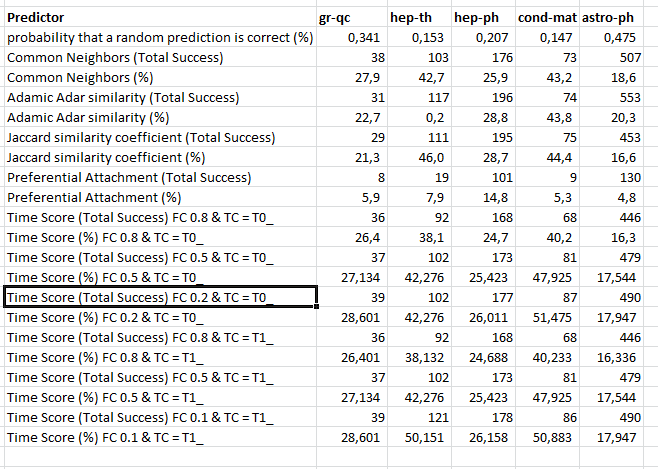 Predictor gr-qc hep-th hep-ph cond-mat astro-ph
probability that a random prediction is correct (%) 0,341 0,153 0,207 0,147 0,475
Common Neighbors (Total Success) 38 103 176 73 507
Common Neighbors (%) 27,9 42,7 25,9 43,2 18,6
Adamic Adar similarity (Total Success) 31 117 196 74 553
Adamic Adar similarity (%) 22,7 0,2 28,8 43,8 20,3
Jaccard similarity coefficient (Total Success) 29 111 195 75 453
Jaccard similarity coefficient (%) 21,3 46,0 28,7 44,4 16,6
Preferential Attachment (Total Success) 8 19 101 9 130
Preferential Attachment (%) 5,9 7,9 14,8 5,3 4,8
Time Score (Total Success) FC 0.8 & TC = T0_ 36 92 168 68 446
Time Score (%) FC 0.8 & TC = T0_ 26,4 38,1 24,7 40,2 16,3
Time Score (Total Success) FC 0.5 & TC = T0_ 37 102 173 81 479
Time Score (%) FC 0.5 & TC = T0_ 27,134 42,276 25,423 47,925 17,544
Time Score (Total Success) FC 0.2 & TC = T0_ 39 102 177 87 490
Time Score (%) FC 0.2 & TC = T0_ 28,601 42,276 26,011 51,475 17,947
Time Score (Total Success) FC 0.8 & TC = T1_ 36 92 168 68 446
Time Score (%) FC 0.8 & TC = T1_ 26,401 38,132 24,688 40,233 16,336
Time Score (Total Success) FC 0.5 & TC = T1_ 37 102 173 81 479
Time Score (%) FC 0.5 & TC = T1_ 27,134 42,276 25,423 47,925 17,544
Time Score (Total Success) FC 0.1 & TC = T1_ 39 121 178 86 490
Time Score (%) FC 0.1 & TC = T1_ 28,601 50,151 26,158 50,883 17,947